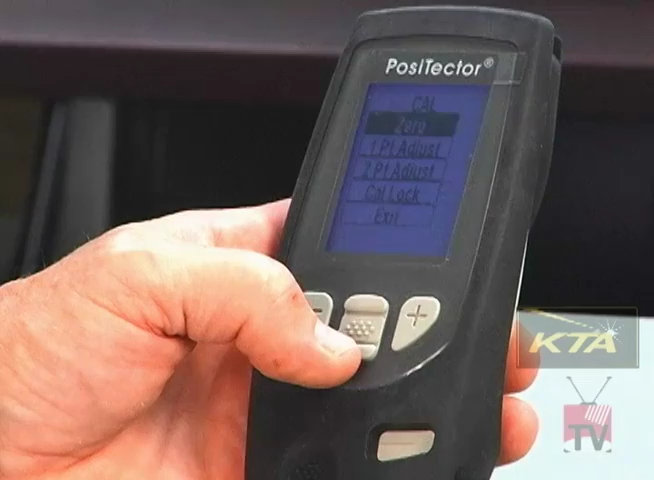 PosiTector®
CAL
Zero
1 Pt Adjust
2 Pt Adjust
Cal Lock
Exit
+
KTA
TV